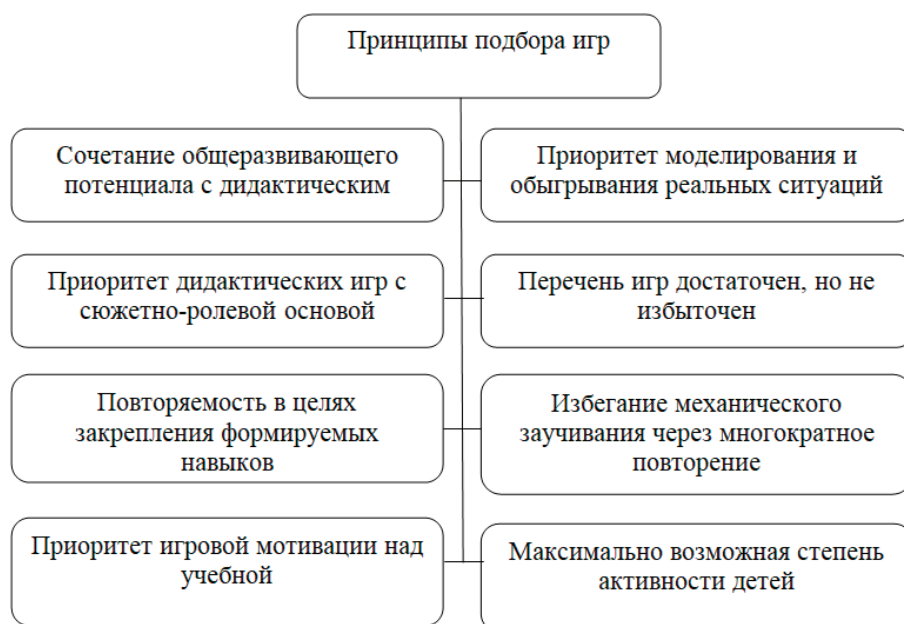 Принципы подбора игр
Сочетание общеразвивающего
потенциала с дидактическим
Приоритет моделирования и
обыгрывания реальных ситуаций
Приоритет дидактических игр с
сюжетно-ролевой основой
Перечень игр достаточен, но не
избыточен
Повторяемость в целях
закрепления формируемых
навыков
Избегание механического
заучивания через многократное
повторение
Приоритет игровой мотивации над
учебной
Максимально возможная степень
активности детей